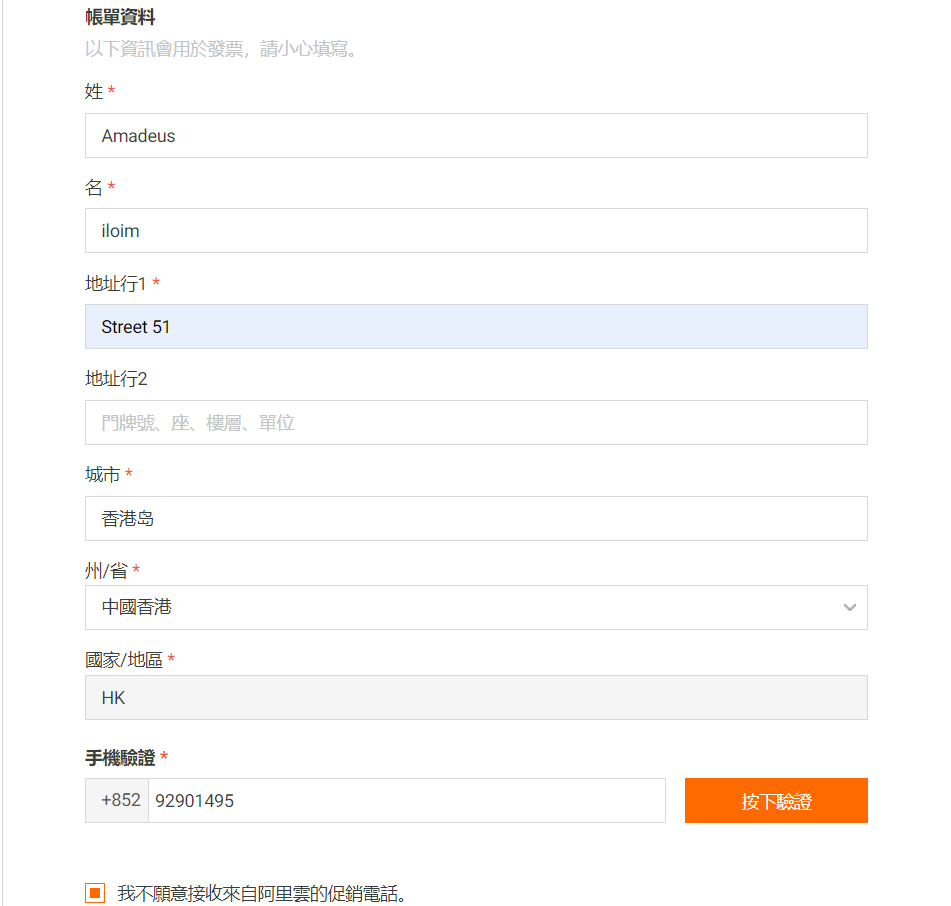 帳單資料
以下資訊會用於發票，請小心填寫。
姓 *
Amadeus
名 *
iloim
地址行1 *
Street 51
地址行2
門牌號、座、樓層、單位
城市 *
香港岛
州/省 *
中國香港
國家/地區 *
HK
手機驗證 *
+852 92901495 按下驗證
我不願意接收來自阿里雲的促銷電話。